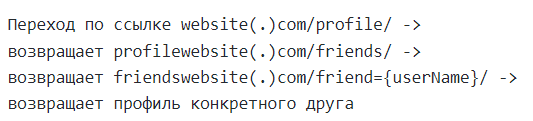 Переход по ссылке website(.)com/profile/ ->
возвращает profilewebsite(.)com/friends/ ->
возвращает friendswebsite(.)com/friend={userName}/ ->
возвращает профиль конкретного друга